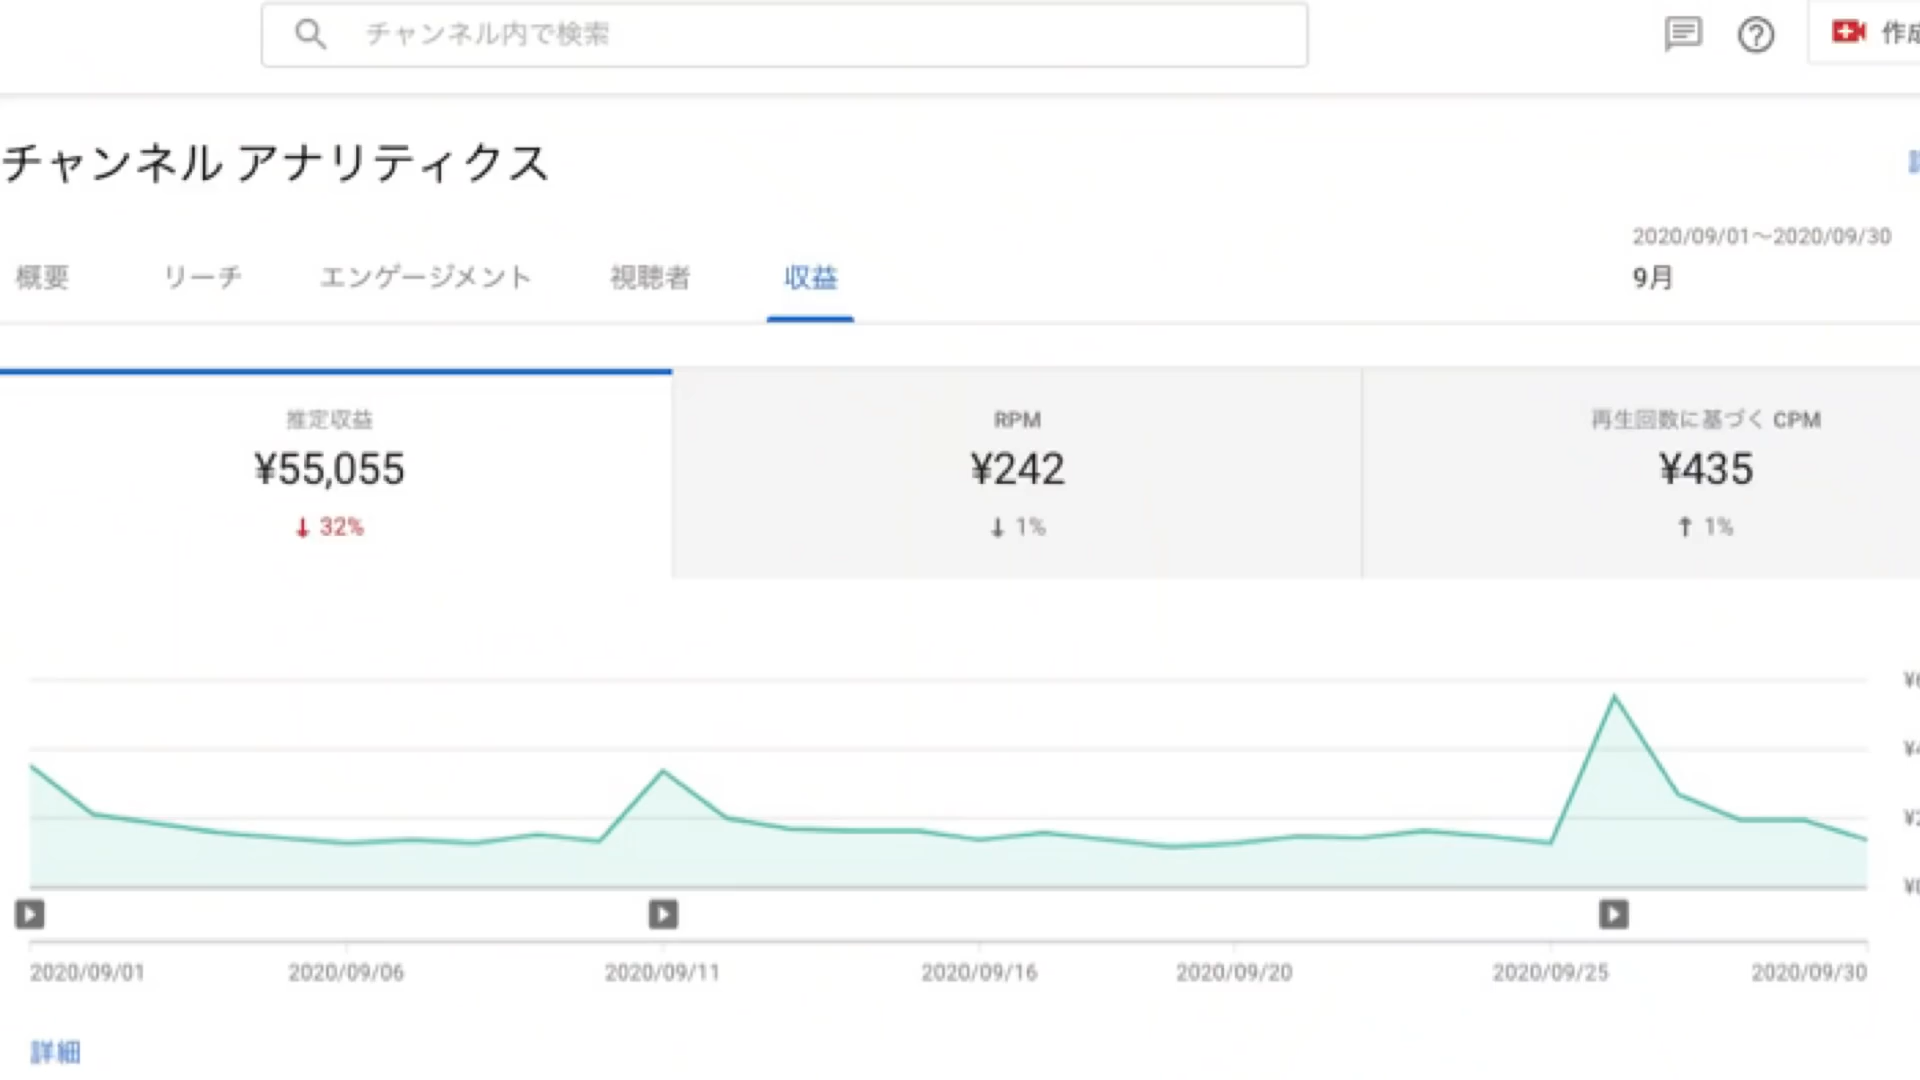 チャンネル内で検索
作成
チャンネル アナリティクス
2020/09/01～2020/09/30
概要 リーチ エンゲージメント 視聴者 収益 9月
推定収益 RPM 再生回数に基づく CPM
¥55,055 ¥242 ¥435
↓ 32% ↓ 1% ↑ 1%
¥6
¥4
¥2
¥0
2020/09/01 2020/09/06 2020/09/11 2020/09/16 2020/09/20 2020/09/25 2020/09/30
詳細